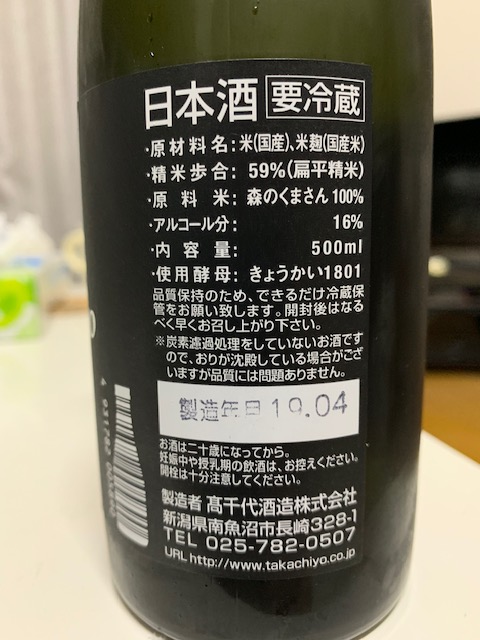 日本酒 要冷蔵
・原材料名:米(国産)、米麹(国産米)
・精米歩合: 59%(扁平精米)
・原料米:森のくまさん100%
・アルコール分: 16%
・内容量: 500ml
・使用酵母:きょうかい1801
品質保持のため、できるだけ冷蔵保
管をお願い致します。開封後はなる
べく早くお召し上がり下さい。
※炭素濾過処理をしていないお酒です
ので、おりが沈殿している場合がござ
いますが品質には問題ありません。
製造年月 19.04
お酒は二十歳になってから。
妊娠中や授乳期の飲酒は、お控えください。
開栓は十分注意してください。
製造者 髙千代酒造株式会社
新潟県南魚沼市長崎328-1
TEL 025-782-0507
URL http://www.takachiyo.co.jp